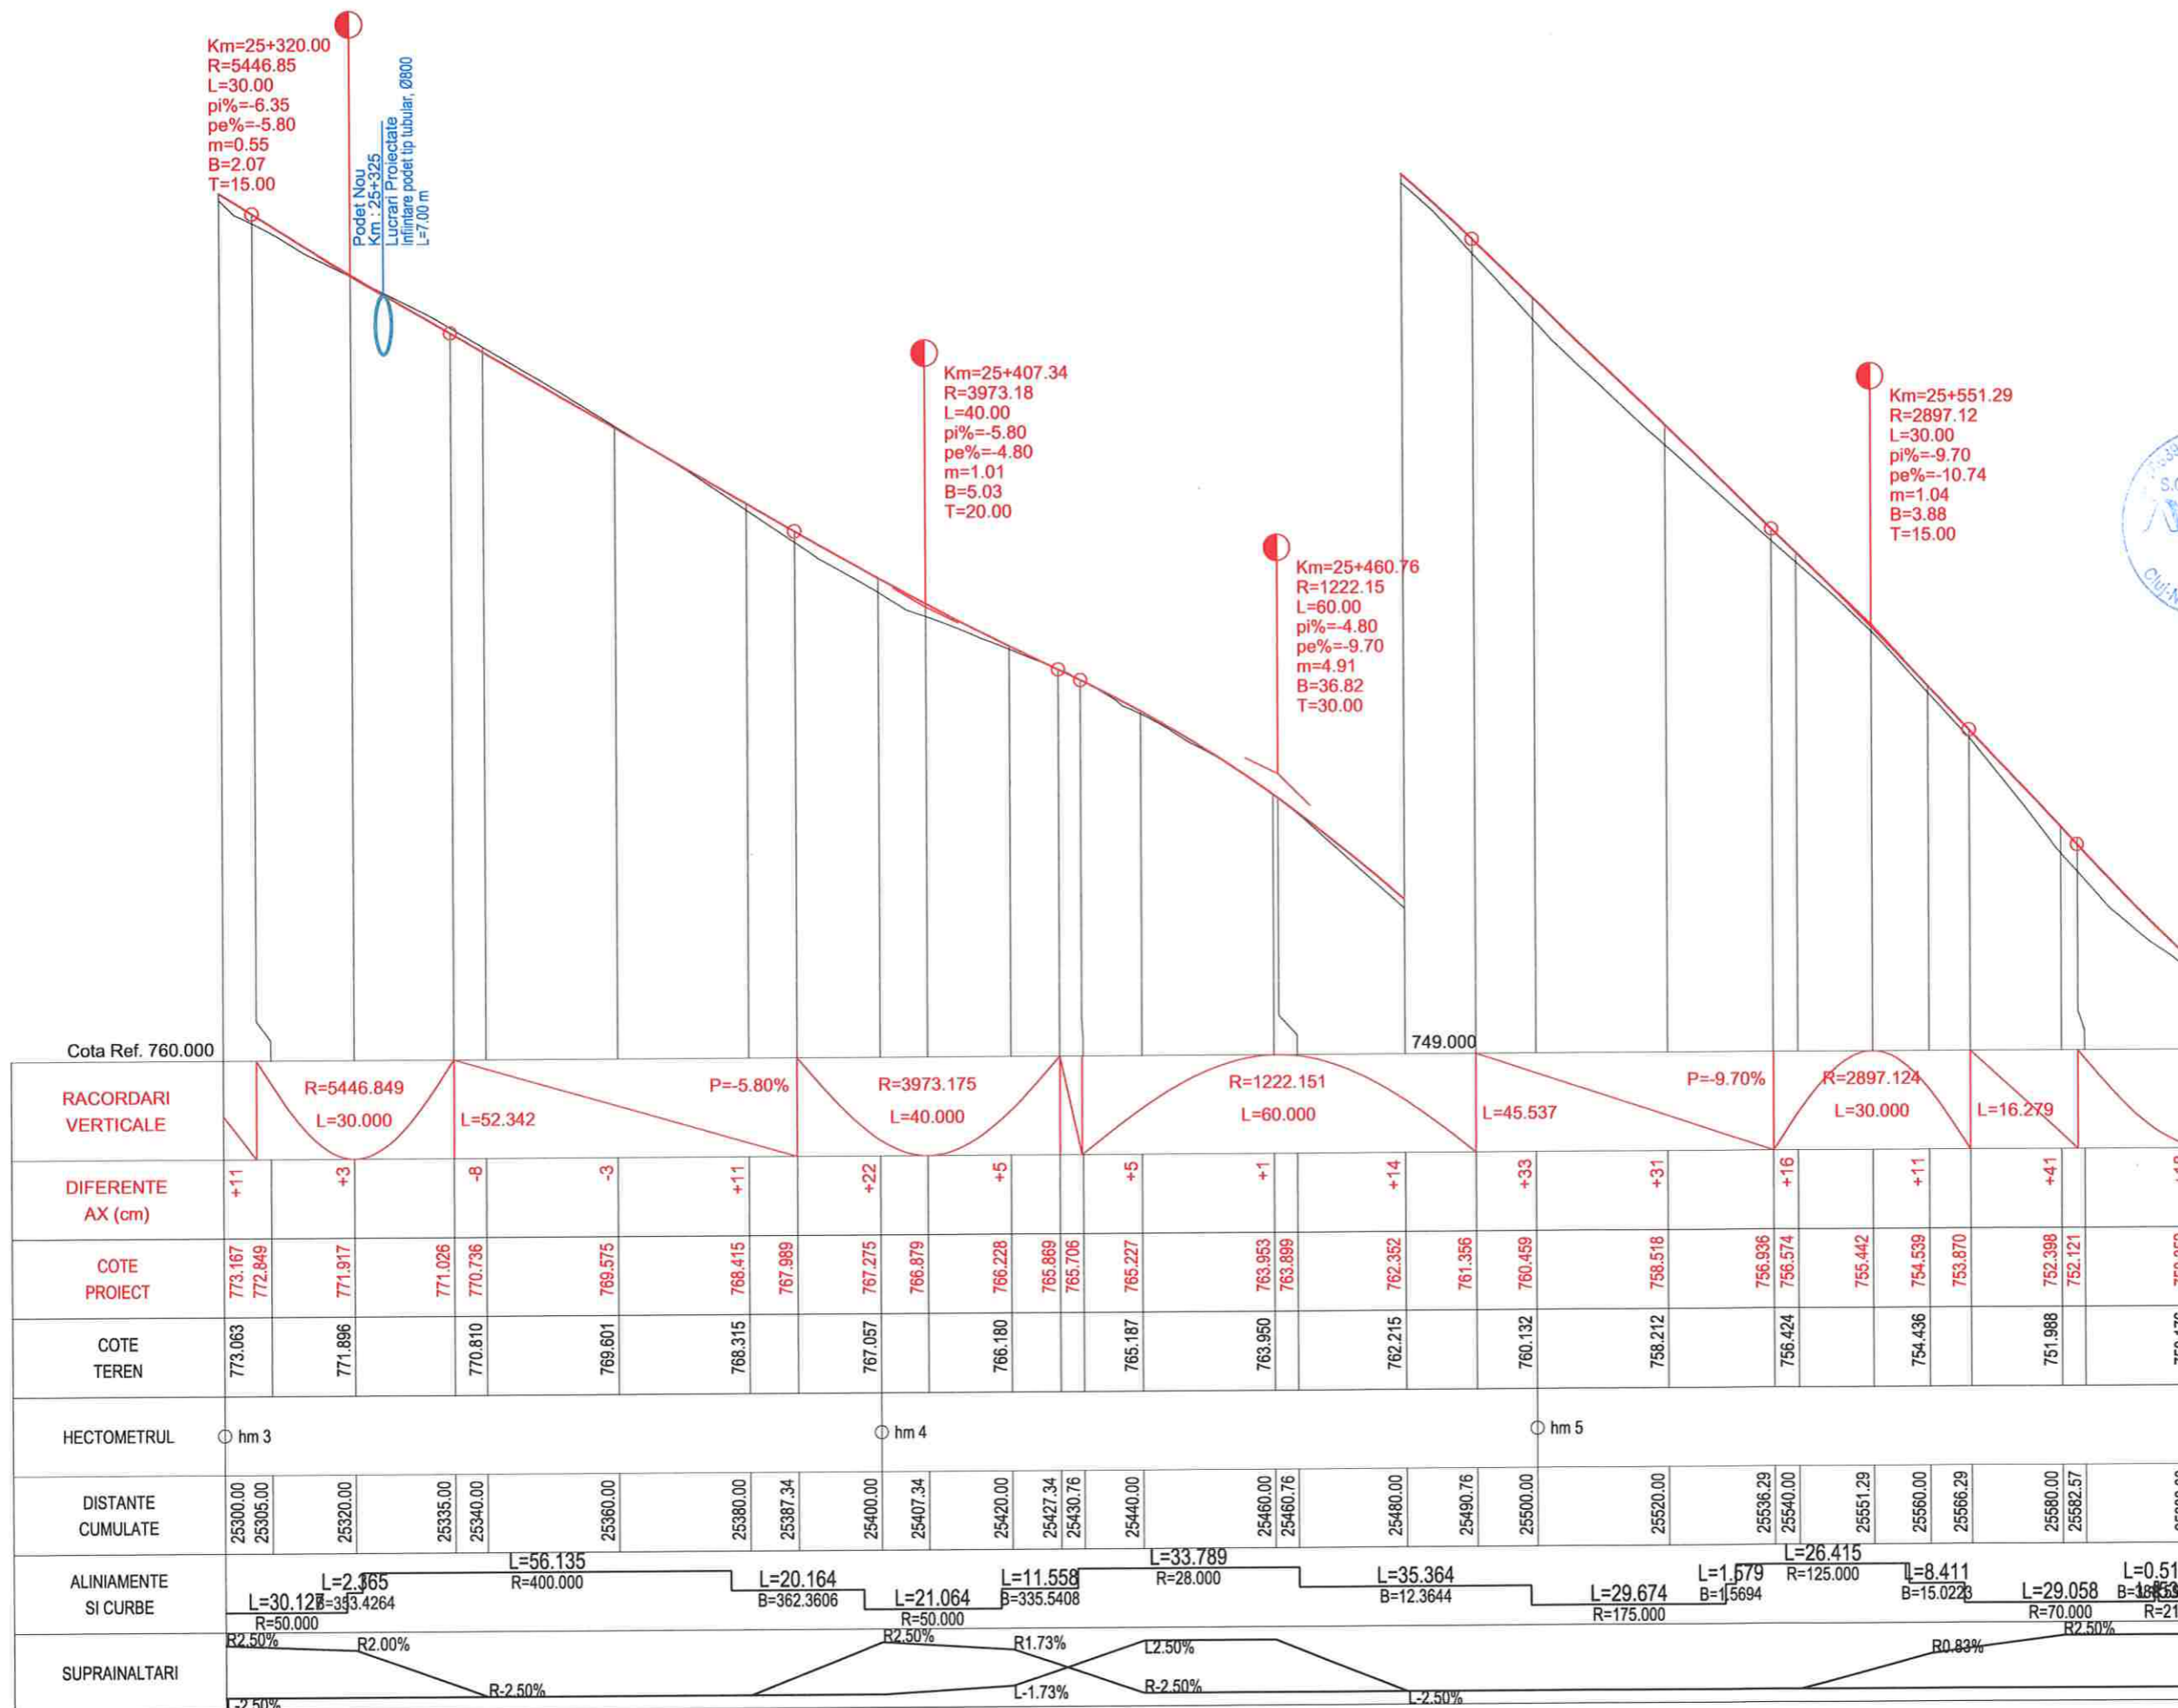 Km=25+320.00
R=5446.85
L=30.00
pi%=-6.35
pe%=-5.80
m=0.55
B=2.07
T=15.00
Podet Nou
Km : 25+325
Lucrari Proiectate
Infiintare podet tip tubular, Ø800
L=7.00 m
Km=25+407.34
R=3973.18
L=40.00
pi%=-5.80
pe%=-4.80
m=1.01
B=5.03
T=20.00
Km=25+460.76
R=1222.15
L=60.00
pi%=-4.80
pe%=-9.70
m=4.91
B=36.82
T=30.00
Km=25+551.29
R=2897.12
L=30.00
pi%=-9.70
pe%=-10.74
m=1.04
B=3.88
T=15.00
Cota Ref. 760.000
749.000
RACORDARI
VERTICALE
R=5446.849
L=30.000
L=52.342
P=-5.80%
R=3973.175
L=40.000
R=1222.151
L=60.000
L=45.537
P=-9.70%
R=2897.124
L=30.000
L=16.279
DIFERENTE
AX (cm)
+11 +3 -8 -3 +11 +22 +5 +5 +1 +14 +33 +31 +16 +11 +41
COTE
PROIECT
773.167 772.849 771.917 771.026 770.736 769.575 768.415 767.989 767.275 766.879 766.228 765.869 765.706 765.227 763.953 763.899 762.352 761.356 760.459 758.518 756.936 756.574 755.442 754.539 753.870 752.398 752.121
COTE
TEREN
773.063 771.896 770.810 769.601 768.315 767.057 766.180 765.187 763.950 762.215 760.132 758.212 756.424 754.436 751.988
HECTOMETRUL
hm 3 hm 4 hm 5
DISTANTE
CUMULATE
25300.00 25305.00 25320.00 25335.00 25340.00 25360.00 25380.00 25387.34 25400.00 25407.34 25420.00 25427.34 25430.76 25440.00 25460.00 25460.76 25480.00 25490.76 25500.00 25520.00 25536.29 25540.00 25551.29 25560.00 25566.29 25580.00 25582.57
ALINIAMENTE
SI CURBE
L=30.127
R=50.000
L=2.365
B=353.4264
L=56.135
R=400.000
L=20.164
B=362.3606
L=21.064
R=50.000
L=11.558
B=335.5408
L=33.789
R=28.000
L=35.364
B=12.3644
L=29.674
R=175.000
L=1.579
B=1.5694
L=26.415
R=125.000
L=8.411
B=15.0223
L=29.058
R=70.000
L=0.51
R=21
SUPRAINALTARI
R2.50% R2.00% R-2.50% R2.50% R1.73% L2.50% R-2.50% R0.83% R2.50%
L-2.50% L-1.73% L-2.50%